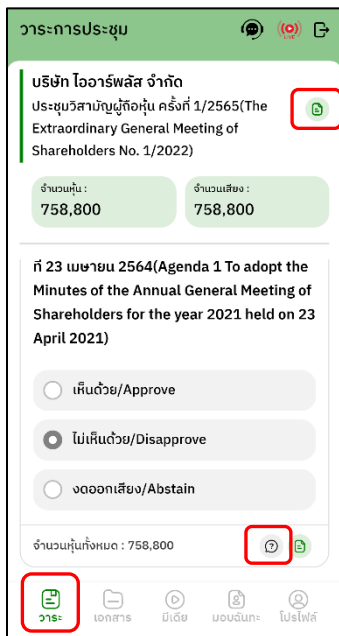 วาระการประชุม
LIVE
บริษัท ไออาร์พลัส จำกัด
ประชุมวิสามัญผู้ถือหุ้น ครั้งที่ 1/2565(The
Extraordinary General Meeting of
Shareholders No. 1/2022)
จำนวนหุ้น :
จำนวนเสียง :
758,800
758,800
ที่ 23 เมษายน 2564(Agenda 1 To adopt the
Minutes of the Annual General Meeting of
Shareholders for the year 2021 held on 23
April 2021)
เห็นด้วย/Approve
ไม่เห็นด้วย/Disapprove
งดออกเสียง/Abstain
จำนวนหุ้นทั้งหมด : 758,800
วาระ
เอกสาร
มีเดีย
มอบฉันทะ
โปรไฟล์